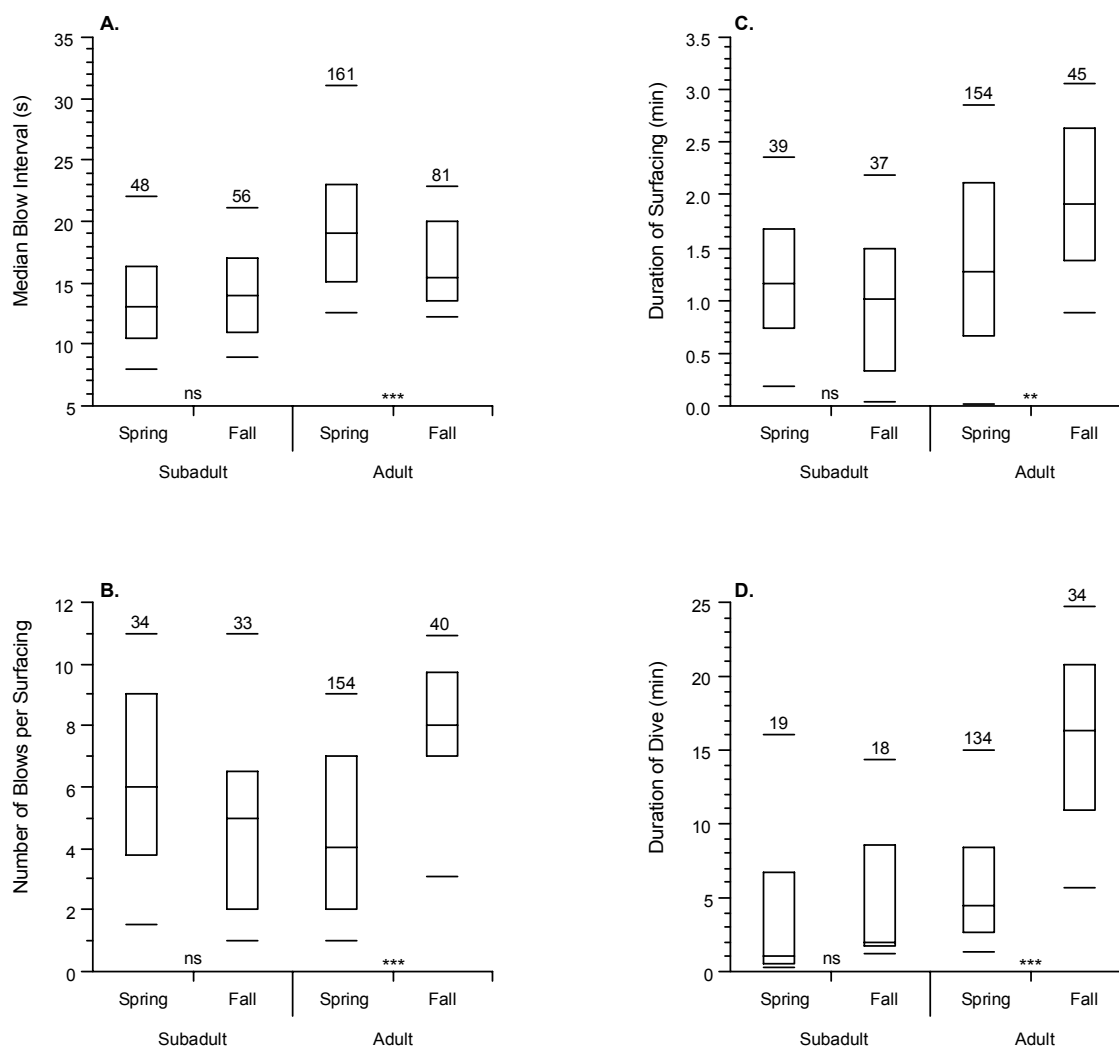 A.
Median Blow Interval (s)
35
30
25
20
15
10
5
48
56
161
81
ns
***
Spring Fall Spring Fall
Subadult Adult
C.
Duration of Surfacing (min)
3.5
3.0
2.5
2.0
1.5
1.0
0.5
0.0
39
37
154
45
ns
**
Spring Fall Spring Fall
Subadult Adult
B.
Number of Blows per Surfacing
12
10
8
6
4
2
0
34
33
154
40
ns
***
Spring Fall Spring Fall
Subadult Adult
D.
Duration of Dive (min)
25
20
15
10
5
0
19
18
134
34
ns
***
Spring Fall Spring Fall
Subadult Adult